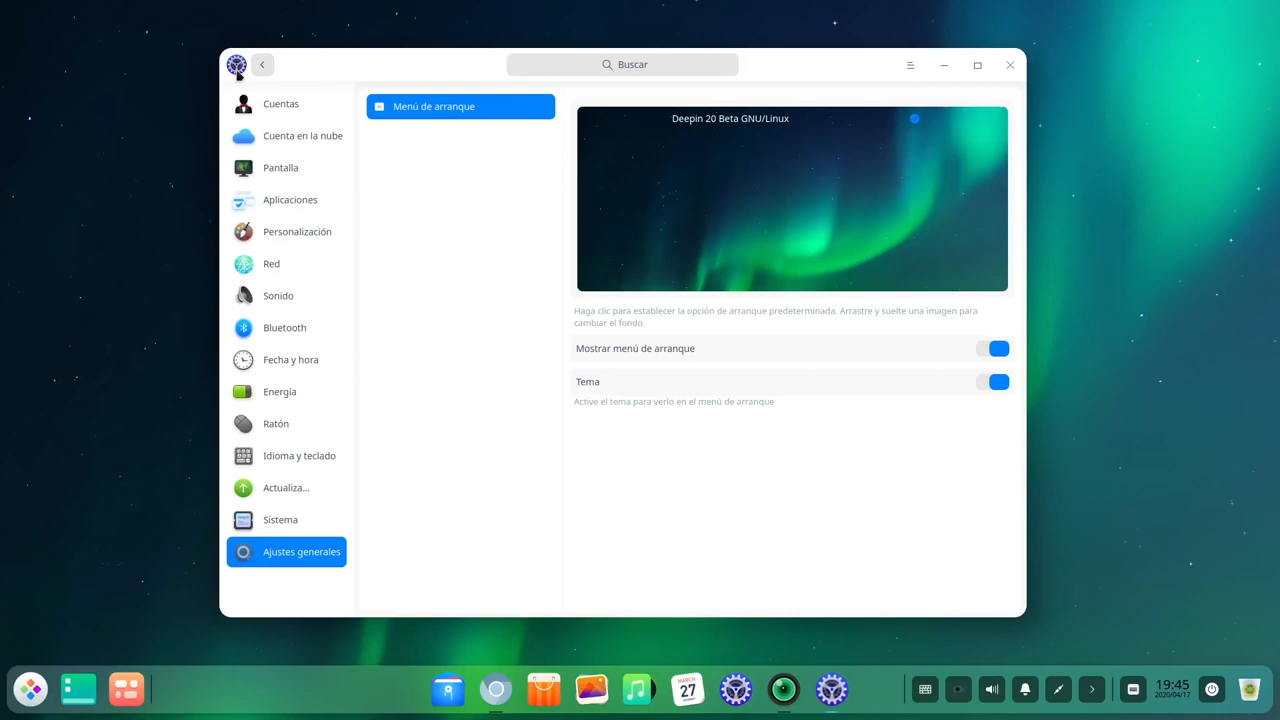 Buscar
Cuentas
Cuenta en la nube
Pantalla
Aplicaciones
Personalización
Red
Sonido
Bluetooth
Fecha y hora
Energía
Ratón
Idioma y teclado
Actualiza...
Sistema
Ajustes generales
Menú de arranque
Deepin 20 Beta GNU/Linux
Haga clic para establecer la opción de arranque predeterminada. Arrastre y suelte una imagen para
cambiar el fondo.
Mostrar menú de arranque
Tema
Active el tema para verlo en el menú de arranque
MARCH
27
19:45
2020/04/17